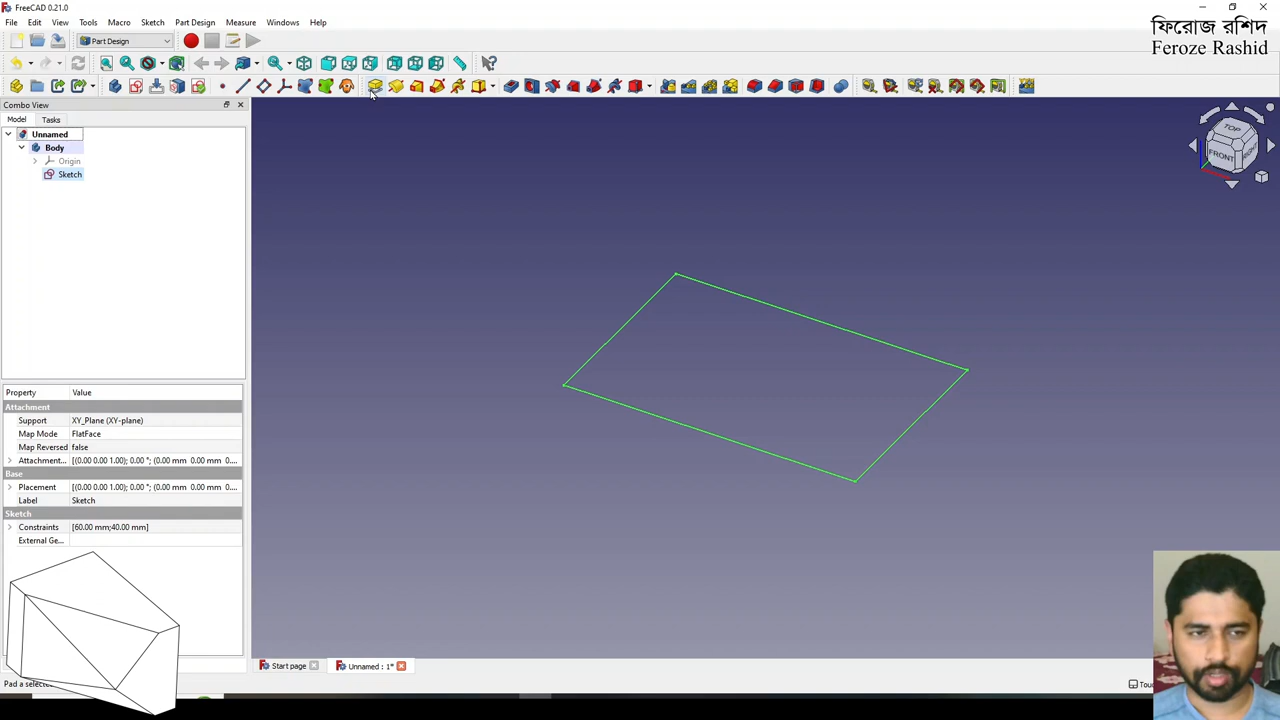 FreeCAD 0.21.0
File Edit View Tools Macro Sketch Part Design Measure Windows Help
ফিরোজ রশিদ
Feroze Rashid
Part Design
Combo View
Model Tasks
Unnamed
Body
Origin
Sketch
TOP
FRONT
RIGHT
Property Value
Attachment
Support XY_Plane (XY-plane)
Map Mode FlatFace
Map Reversed false
Attachment... [(0.00 0.00 1.00); 0.00 °; (0.00 mm 0.00 mm 0....
Base
Placement [(0.00 0.00 1.00); 0.00 °; (0.00 mm 0.00 mm 0....
Label Sketch
Sketch
Constraints [60.00 mm;40.00 mm]
External Ge...
Start page
Unnamed : 1*
Pad a selecte